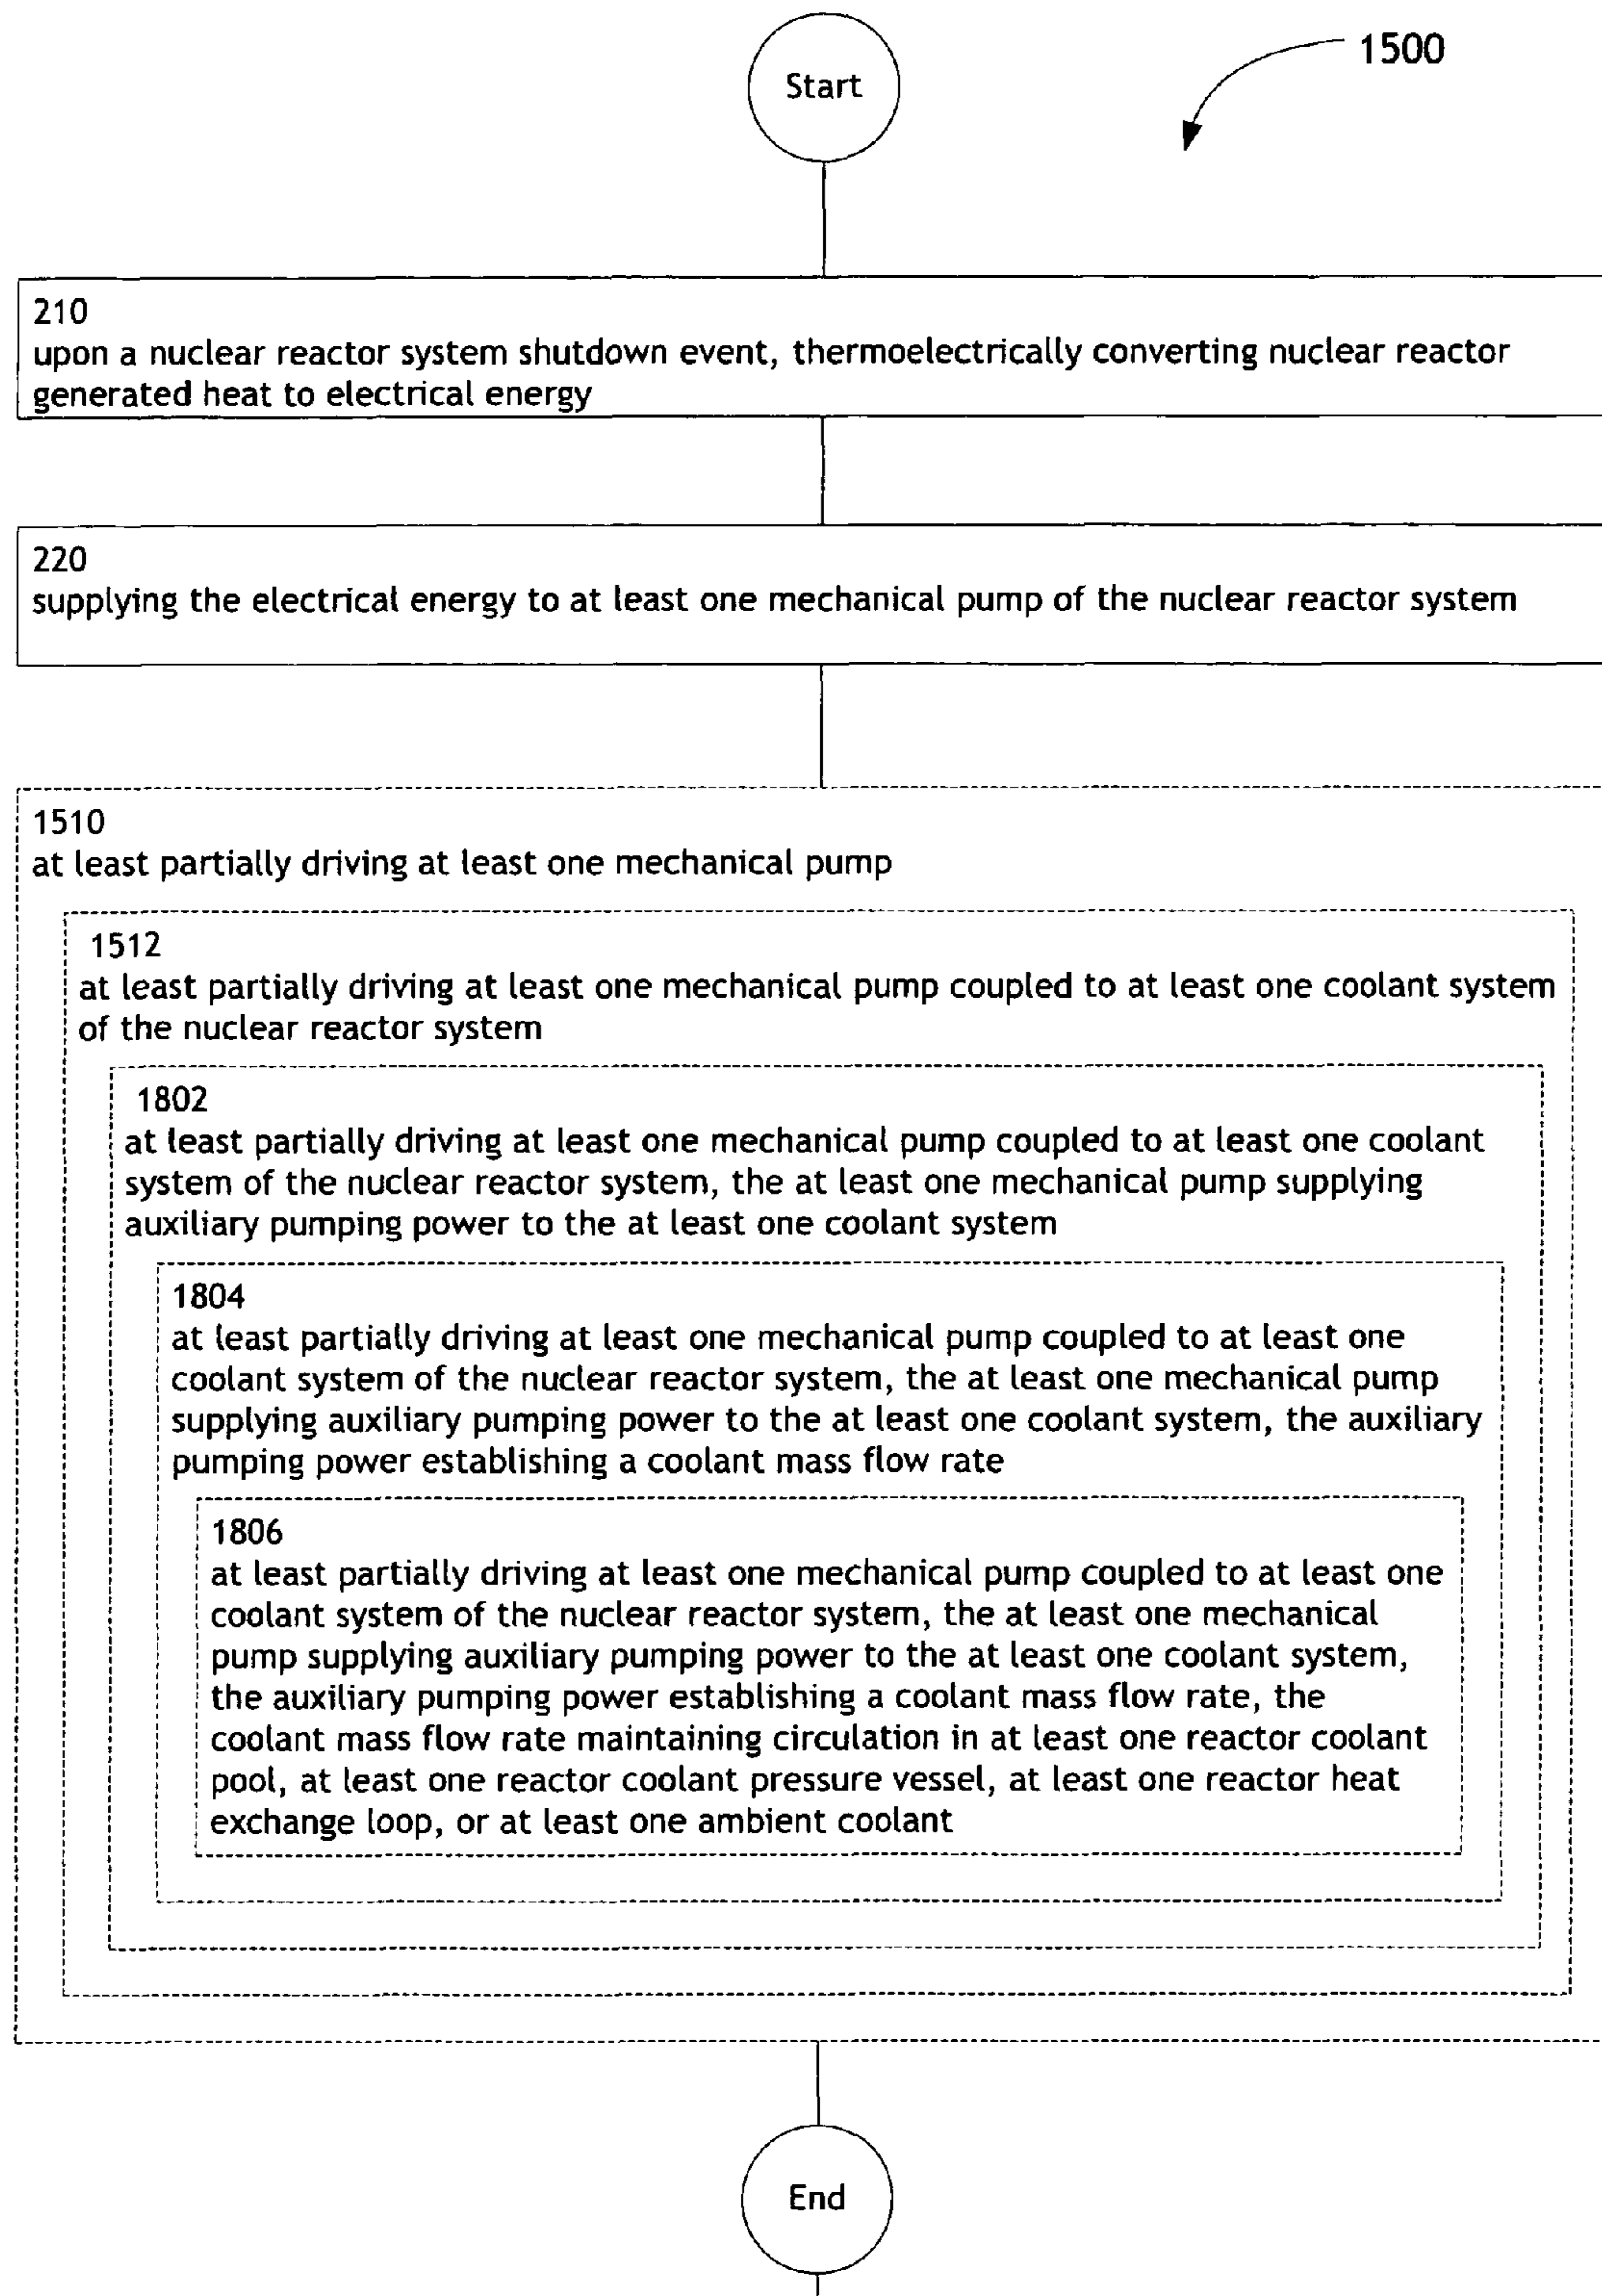 Start
1500
210
upon a nuclear reactor system shutdown event, thermoelectrically converting nuclear reactor
generated heat to electrical energy
220
supplying the electrical energy to at least one mechanical pump of the nuclear reactor system
1510
at least partially driving at least one mechanical pump
1512
at least partially driving at least one mechanical pump coupled to at least one coolant system
of the nuclear reactor system
1802
at least partially driving at least one mechanical pump coupled to at least one coolant
system of the nuclear reactor system, the at least one mechanical pump supplying
auxiliary pumping power to the at least one coolant system
1804
at least partially driving at least one mechanical pump coupled to at least one
coolant system of the nuclear reactor system, the at least one mechanical pump
supplying auxiliary pumping power to the at least one coolant system, the auxiliary
pumping power establishing a coolant mass flow rate
1806
at least partially driving at least one mechanical pump coupled to at least one
coolant system of the nuclear reactor system, the at least one mechanical
pump supplying auxiliary pumping power to the at least one coolant system,
the auxiliary pumping power establishing a coolant mass flow rate, the
coolant mass flow rate maintaining circulation in at least one reactor coolant
pool, at least one reactor coolant pressure vessel, at least one reactor heat
exchange loop, or at least one ambient coolant
End